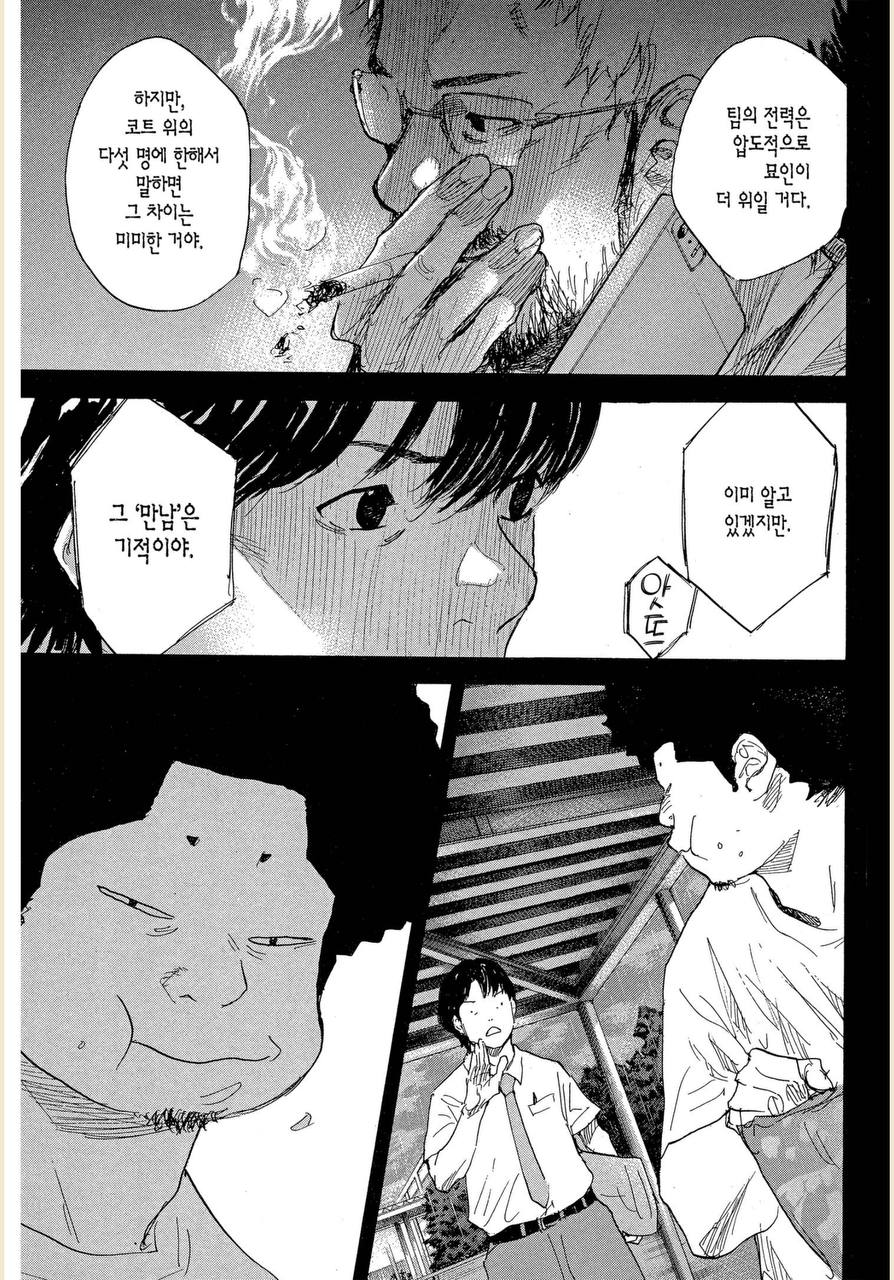 팀의 전력은
압도적으로
묘인이
더 위일 거다.
하지만,
코트 위의
다섯 명에 한해서
말하면
그 차이는
미미한 거야.
이미 알고
있겠지만,
앗
뜨
그 '만남'은
기적이야.